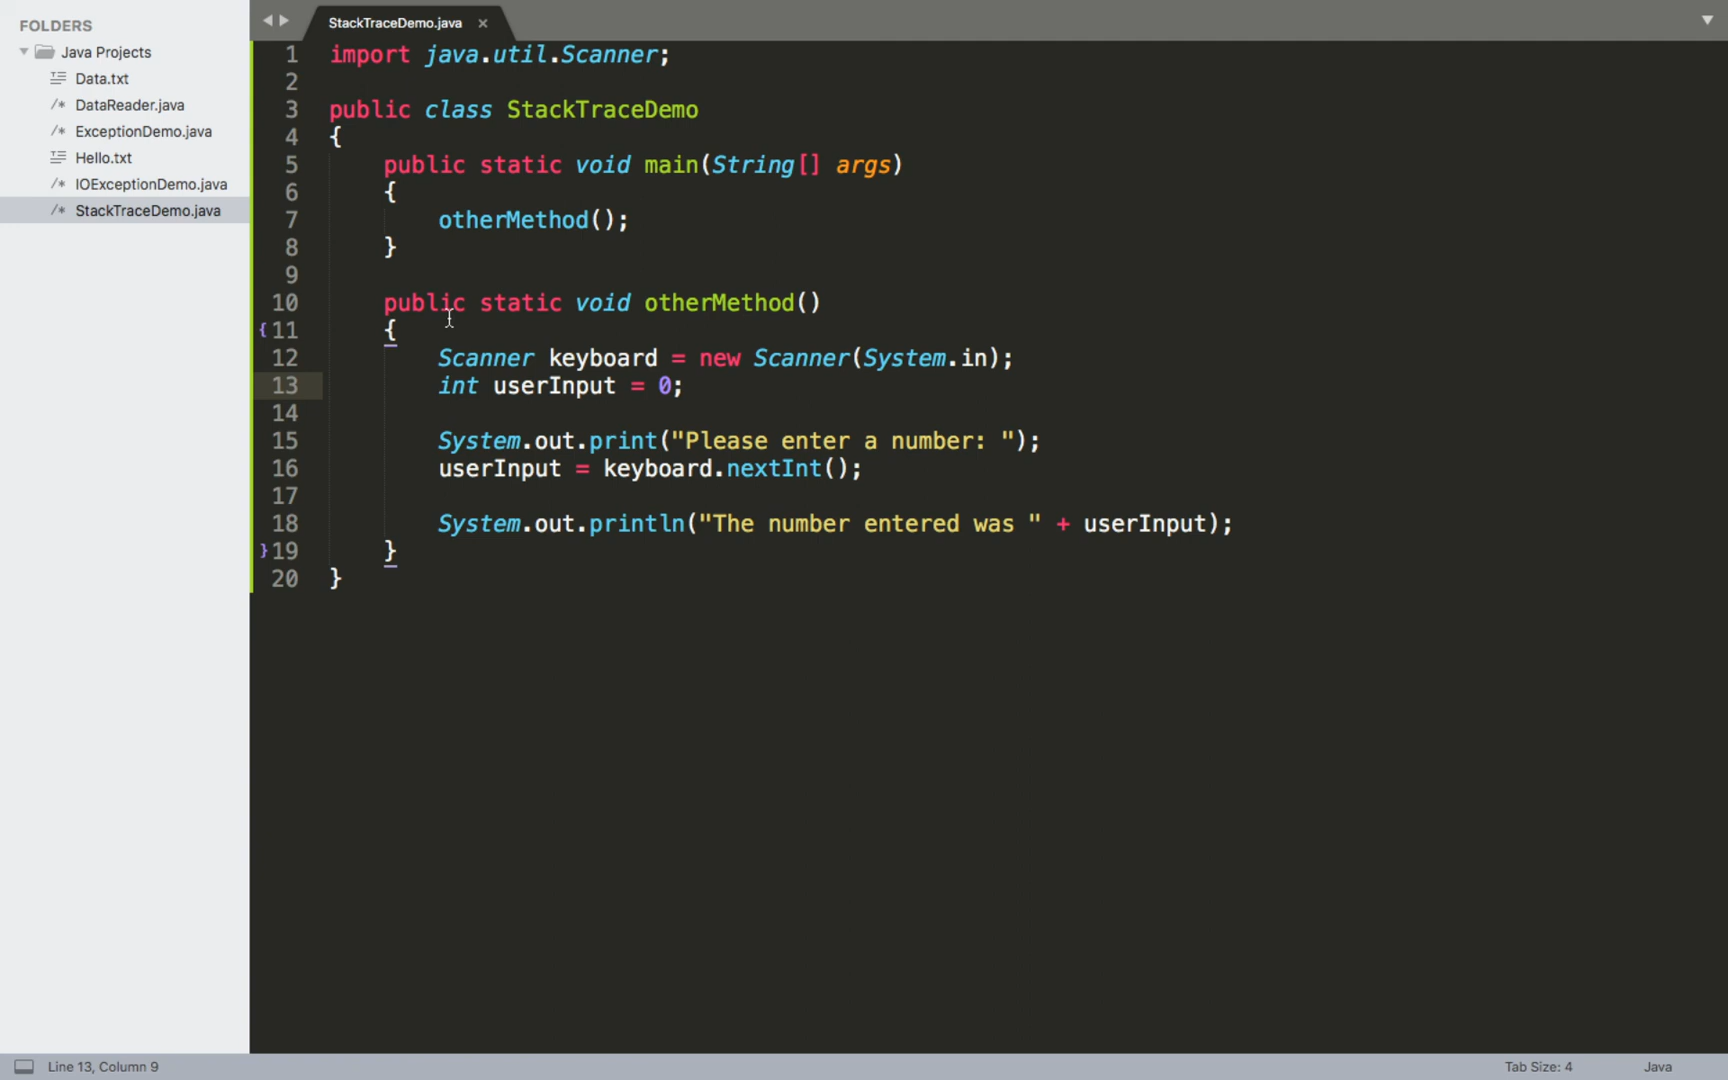 FOLDERS
Java Projects
Data.txt
DataReader.java
ExceptionDemo.java
Hello.txt
IOExceptionDemo.java
StackTraceDemo.java
StackTraceDemo.java ×
1 import java.util.Scanner;
2
3 public class StackTraceDemo
4 {
5 public static void main(String[] args)
6 {
7 otherMethod();
8 }
9
10 public static void otherMethod()
{ 11 {
12 Scanner keyboard = new Scanner(System.in);
13 int userInput = 0;
14
15 System.out.print("Please enter a number: ");
16 userInput = keyboard.nextInt();
17
18 System.out.println("The number entered was " + userInput);
} 19 }
20 }
Line 13, Column 9
Tab Size: 4
Java